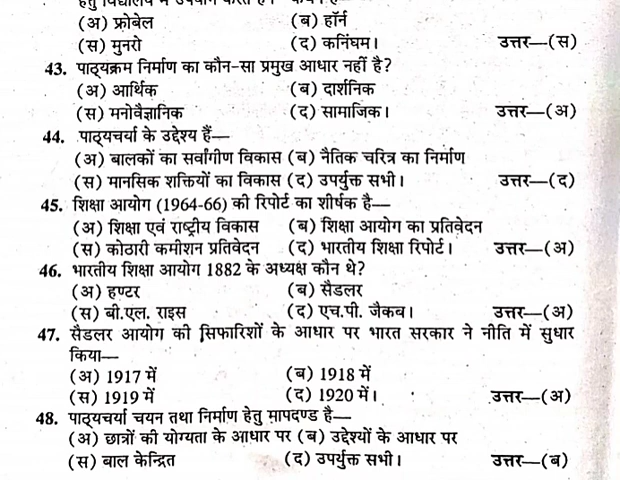 हेतु विद्यालय में उपयोग करते हैं।
(अ) फ्रोबेल (ब) हॉर्न
(स) मुनरो (द) कनिंघम। उत्तर—(स)
43. पाठ्यक्रम निर्माण का कौन-सा प्रमुख आधार नहीं है?
(अ) आर्थिक (ब) दार्शनिक
(स) मनोवैज्ञानिक (द) सामाजिक। उत्तर—(अ)
44. पाठ्यचर्या के उद्देश्य हैं—
(अ) बालकों का सर्वांगीण विकास (ब) नैतिक चरित्र का निर्माण
(स) मानसिक शक्तियों का विकास (द) उपर्युक्त सभी। उत्तर—(द)
45. शिक्षा आयोग (1964-66) की रिपोर्ट का शीर्षक है—
(अ) शिक्षा एवं राष्ट्रीय विकास (ब) शिक्षा आयोग का प्रतिवेदन
(स) कोठारी कमीशन प्रतिवेदन (द) भारतीय शिक्षा रिपोर्ट। उत्तर—(अ)
46. भारतीय शिक्षा आयोग 1882 के अध्यक्ष कौन थे?
(अ) हण्टर (ब) सैडलर
(स) बी.एल. राइस (द) एच.पी. जैकब। उत्तर—(अ)
47. सैडलर आयोग की सिफारिशों के आधार पर भारत सरकार ने नीति में सुधार
किया—
(अ) 1917 में (ब) 1918 में
(स) 1919 में (द) 1920 में। उत्तर—(अ)
48. पाठ्यचर्या चयन तथा निर्माण हेतु मापदण्ड है—
(अ) छात्रों की योग्यता के आधार पर (ब) उद्देश्यों के आधार पर
(स) बाल केन्द्रित (द) उपर्युक्त सभी। उत्तर—(ब)